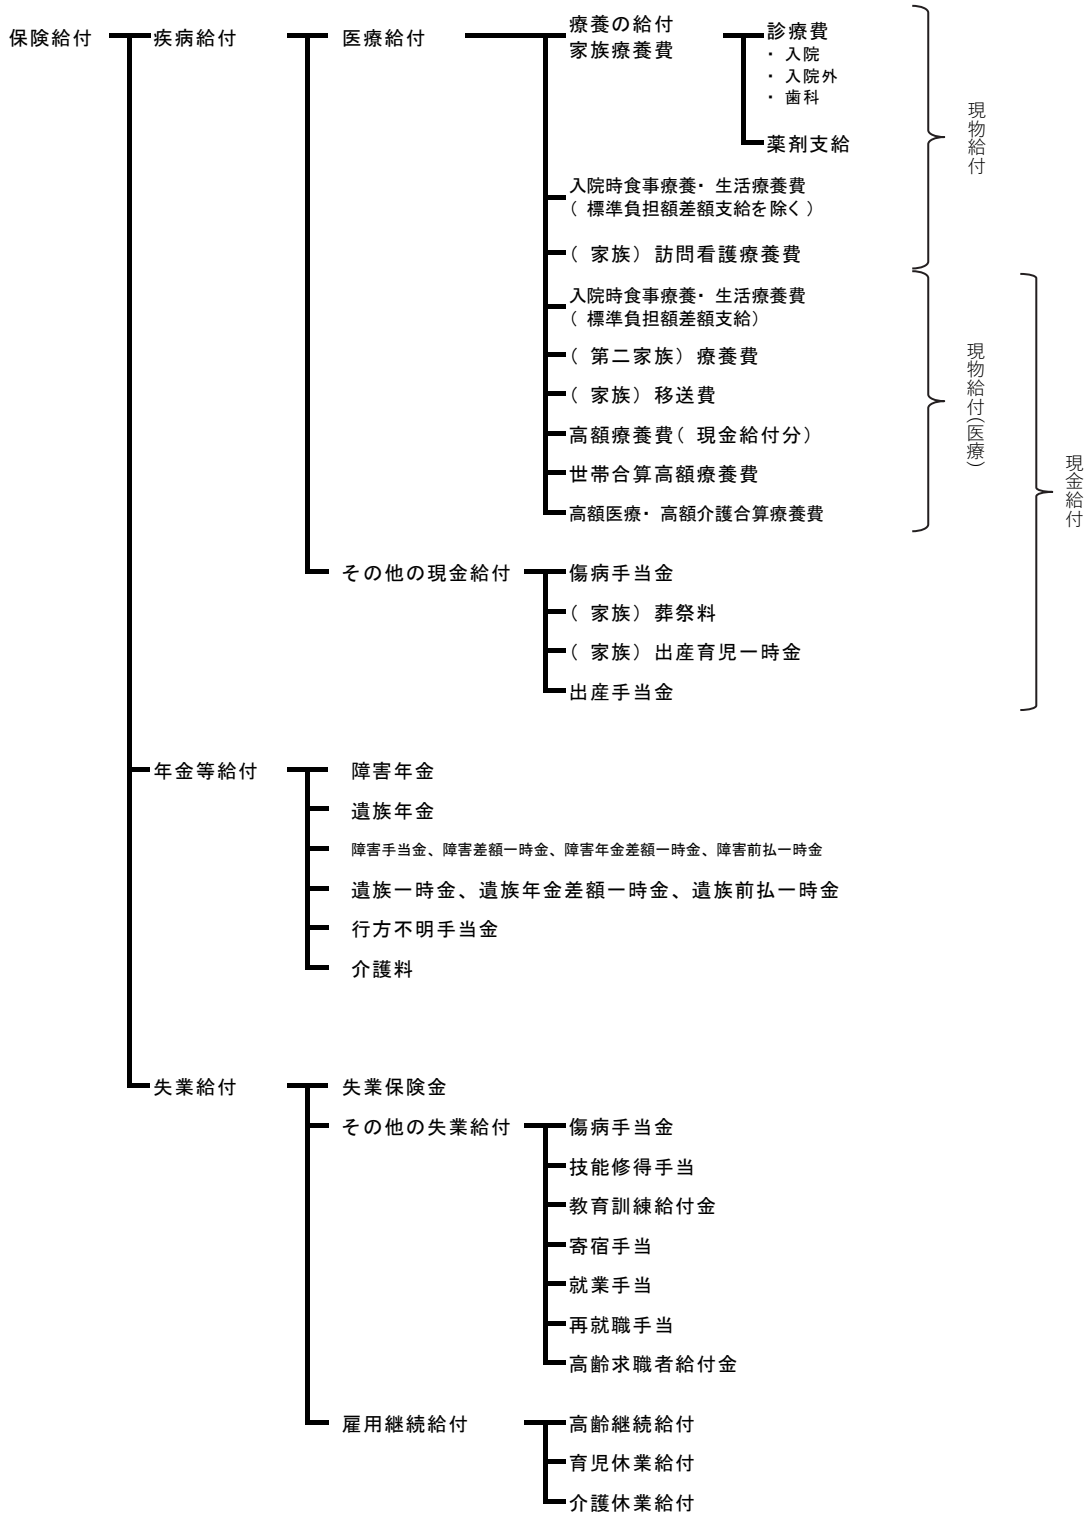 保険給付
疾病給付
医療給付
療養の給付
家族療養費
診療費
・ 入院
・ 入院外
・ 歯科
薬剤支給
入院時食事療養・ 生活療養費
（ 標準負担額差額支給を除く）
（ 家族） 訪問看護療養費
現物給付
入院時食事療養・ 生活療養費
（ 標準負担額差額支給）
（ 第二家族） 療養費
（ 家族） 移送費
高額療養費（ 現金給付分）
世帯合算高額療養費
高額医療・ 高額介護合算療養費
現物給付（医療）
その他の現金給付
傷病手当金
（ 家族） 葬祭料
（ 家族） 出産育児一時金
出産手当金
現金給付
年金等給付
障害年金
遺族年金
障害手当金、障害差額一時金、障害年金差額一時金、障害前払一時金
遺族一時金、遺族年金差額一時金、遺族前払一時金
行方不明手当金
介護料
失業給付
失業保険金
その他の失業給付
傷病手当金
技能修得手当
教育訓練給付金
寄宿手当
就業手当
再就職手当
高齢求職者給付金
雇用継続給付
高齢継続給付
育児休業給付
介護休業給付